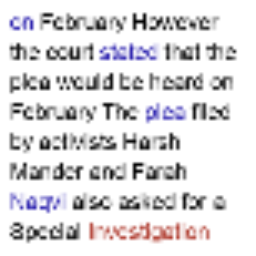 on February However
the court stated that the
plea would be heard on
February The plea filed
by activists Harsh
Mander and Farah
Naqvi also asked for a
Special Investigation